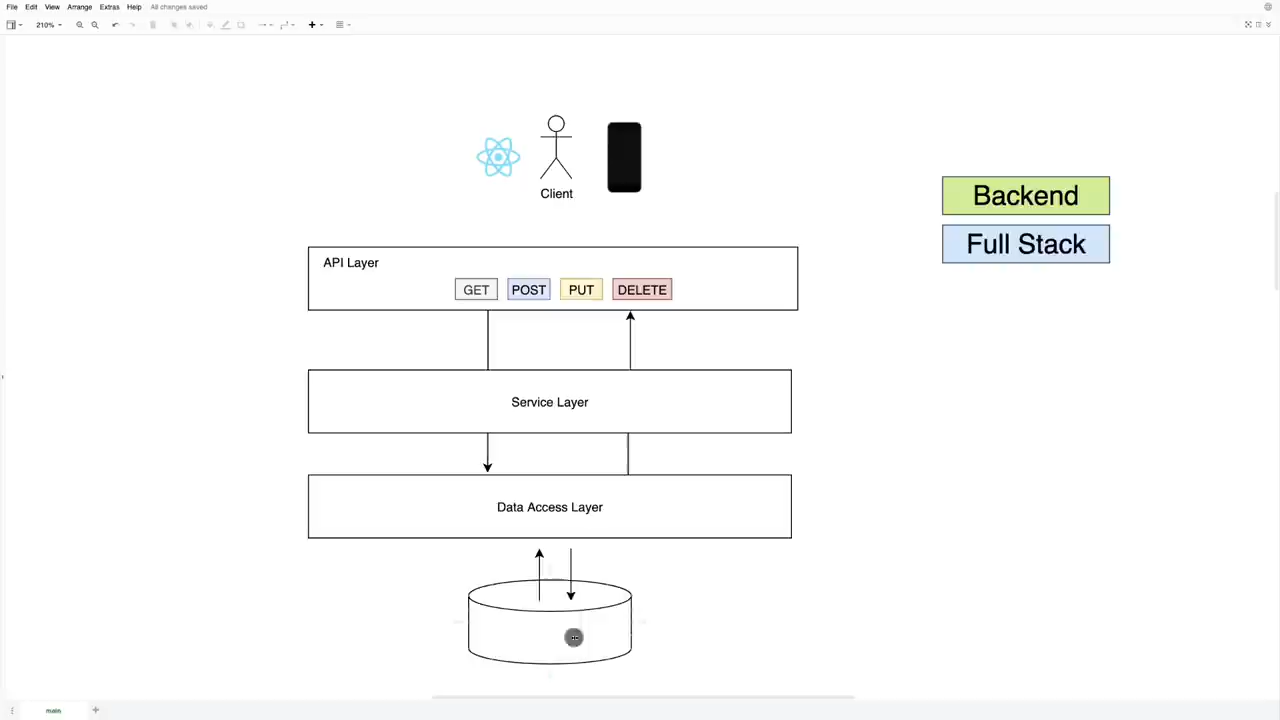 File Edit View Arrange Extras Help All changes saved
210%
Client
Backend
Full Stack
API Layer
GET POST PUT DELETE
Service Layer
Data Access Layer
main